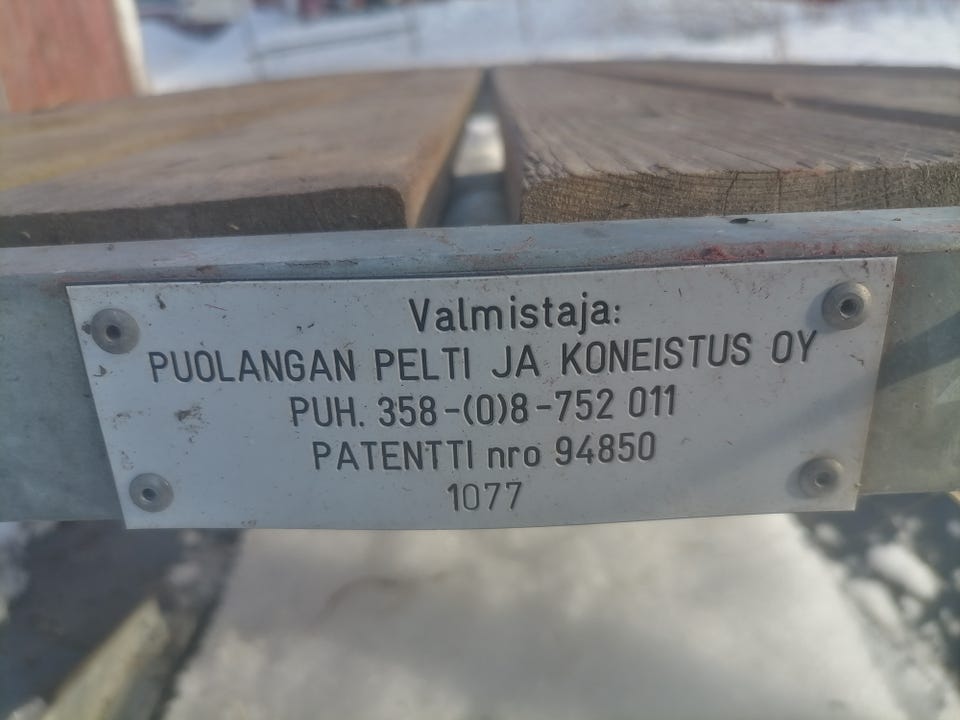 Valmistaja:
PUOLANGAN PELTI JA KONEISTUS OY
PUH. 358-(0)8-752 011
PATENTTI nro 94850
1077